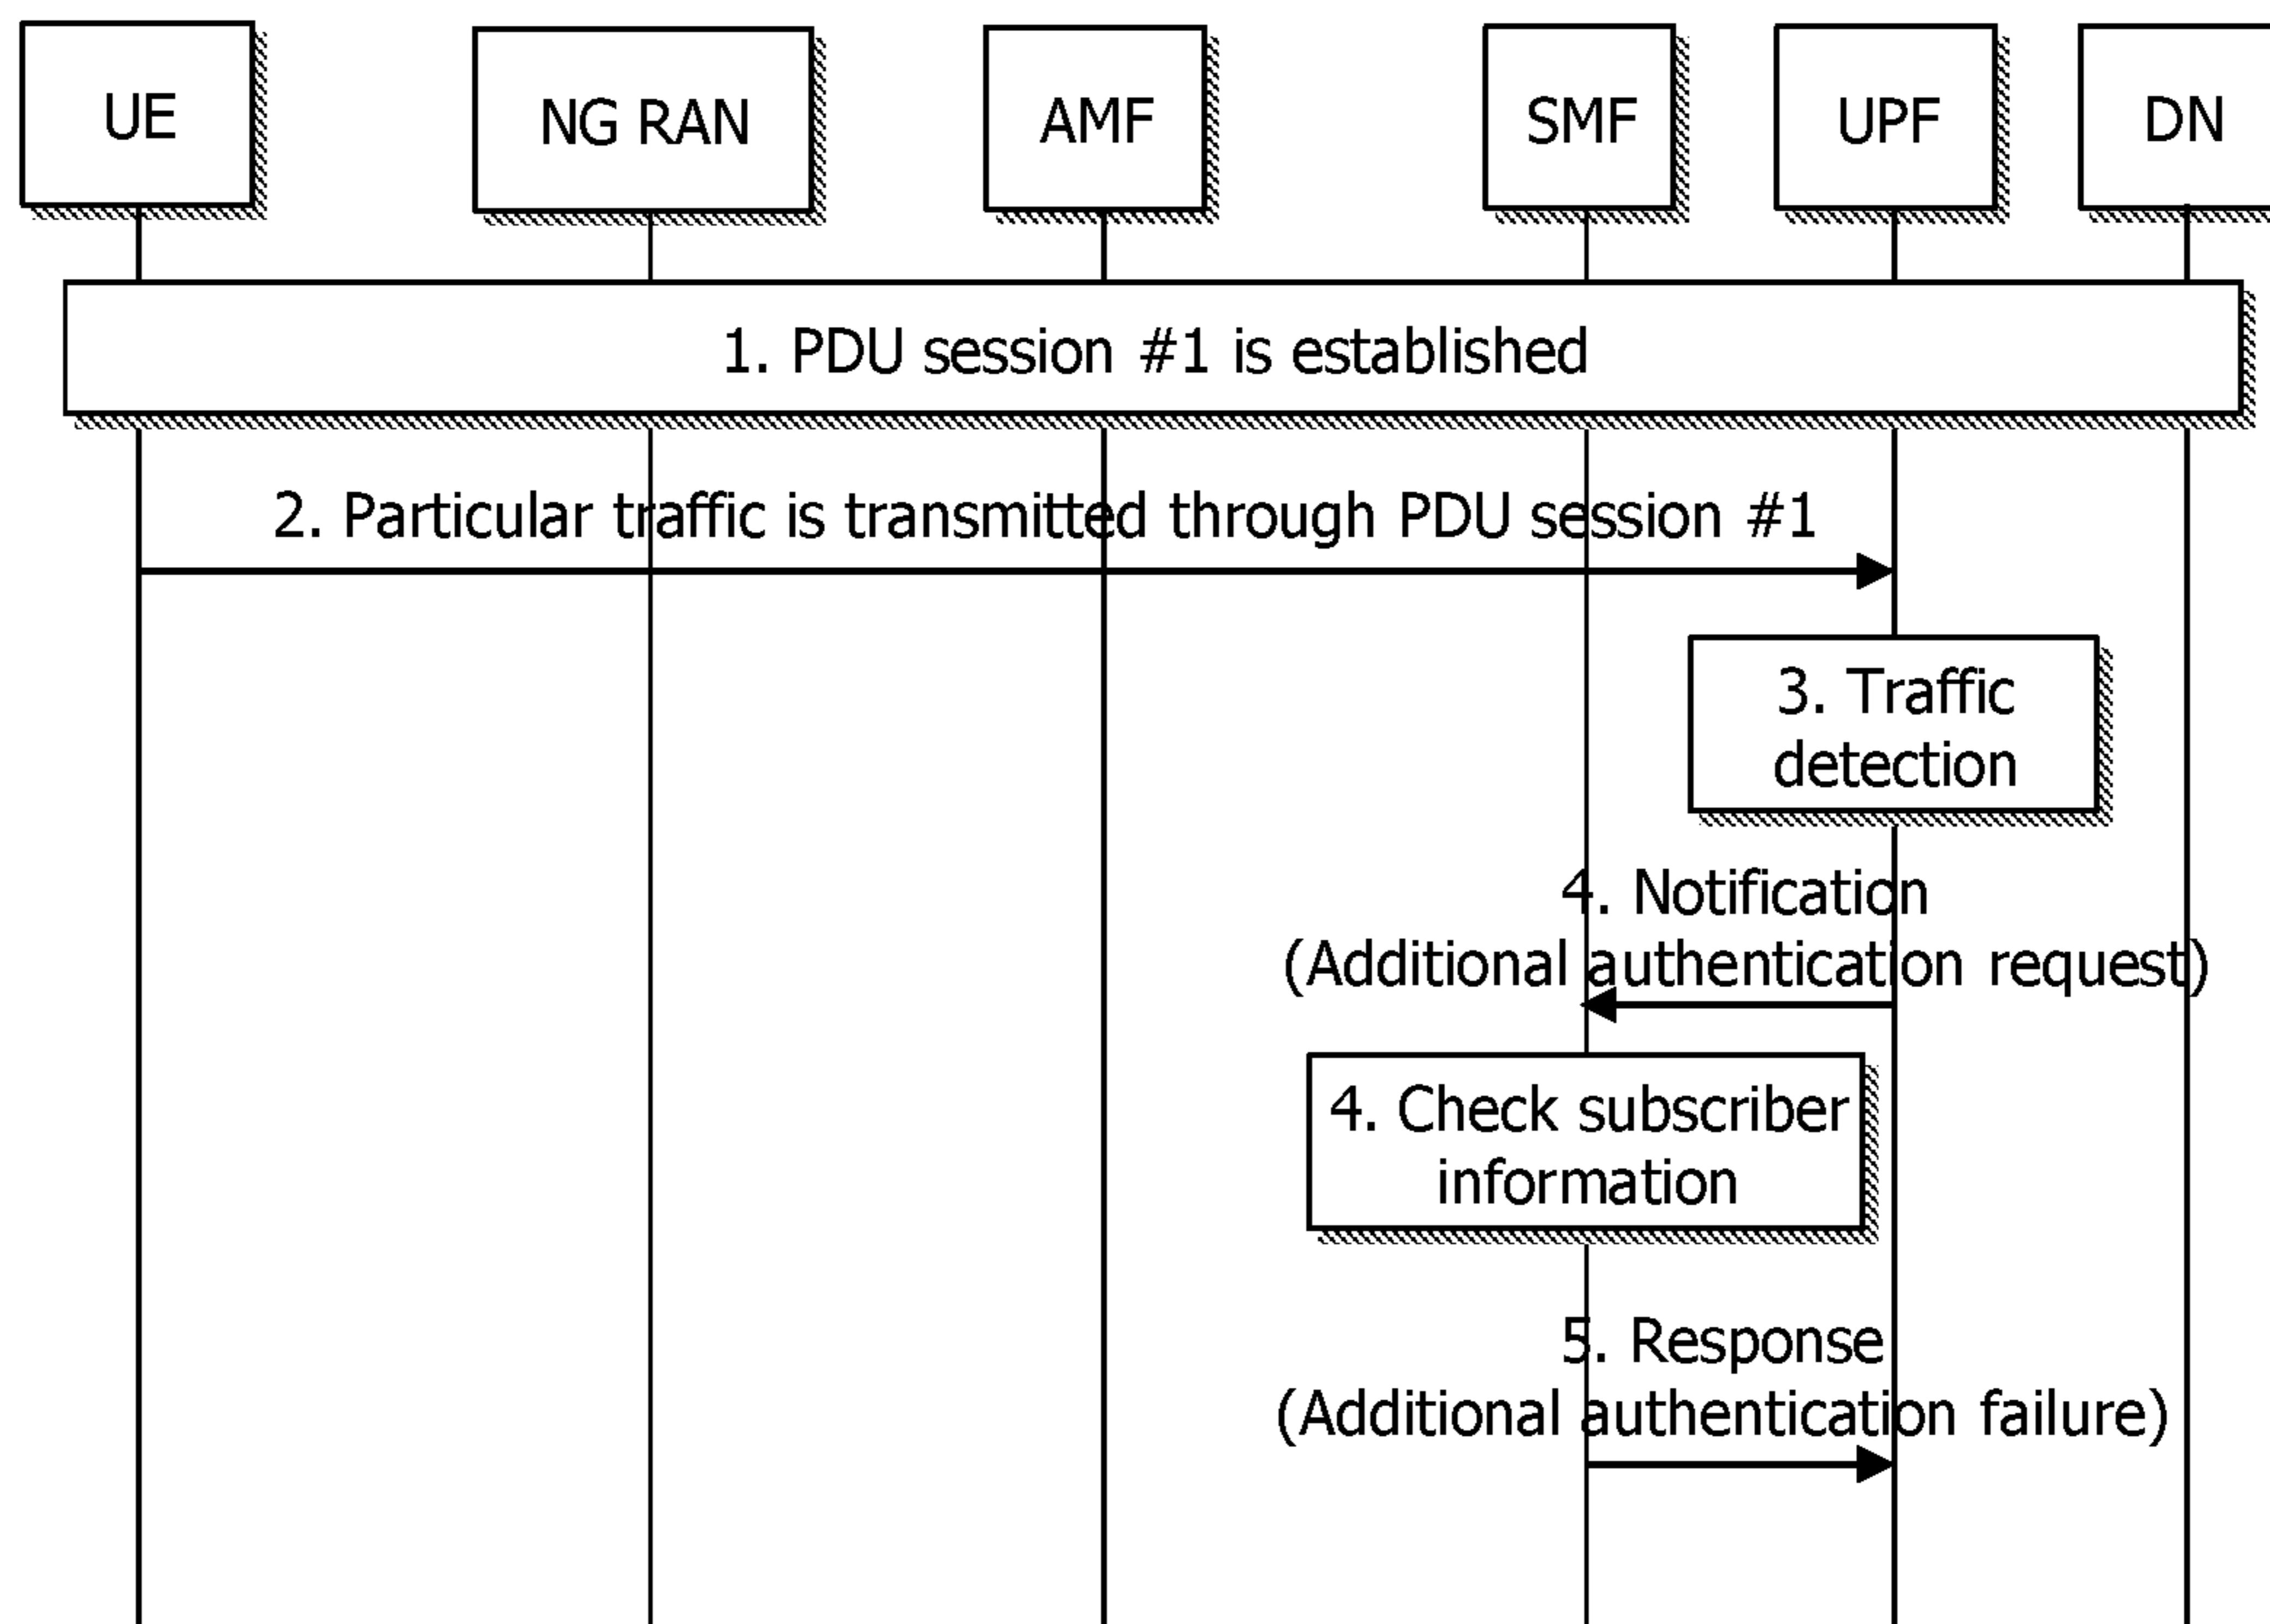 UE
NG RAN
AMF
SMF
UPF
DN
1. PDU session #1 is established
2. Particular traffic is transmitted through PDU session #1
3. Traffic
detection
4. Notification
(Additional authentication request)
4. Check subscriber
information
5. Response
(Additional authentication failure)